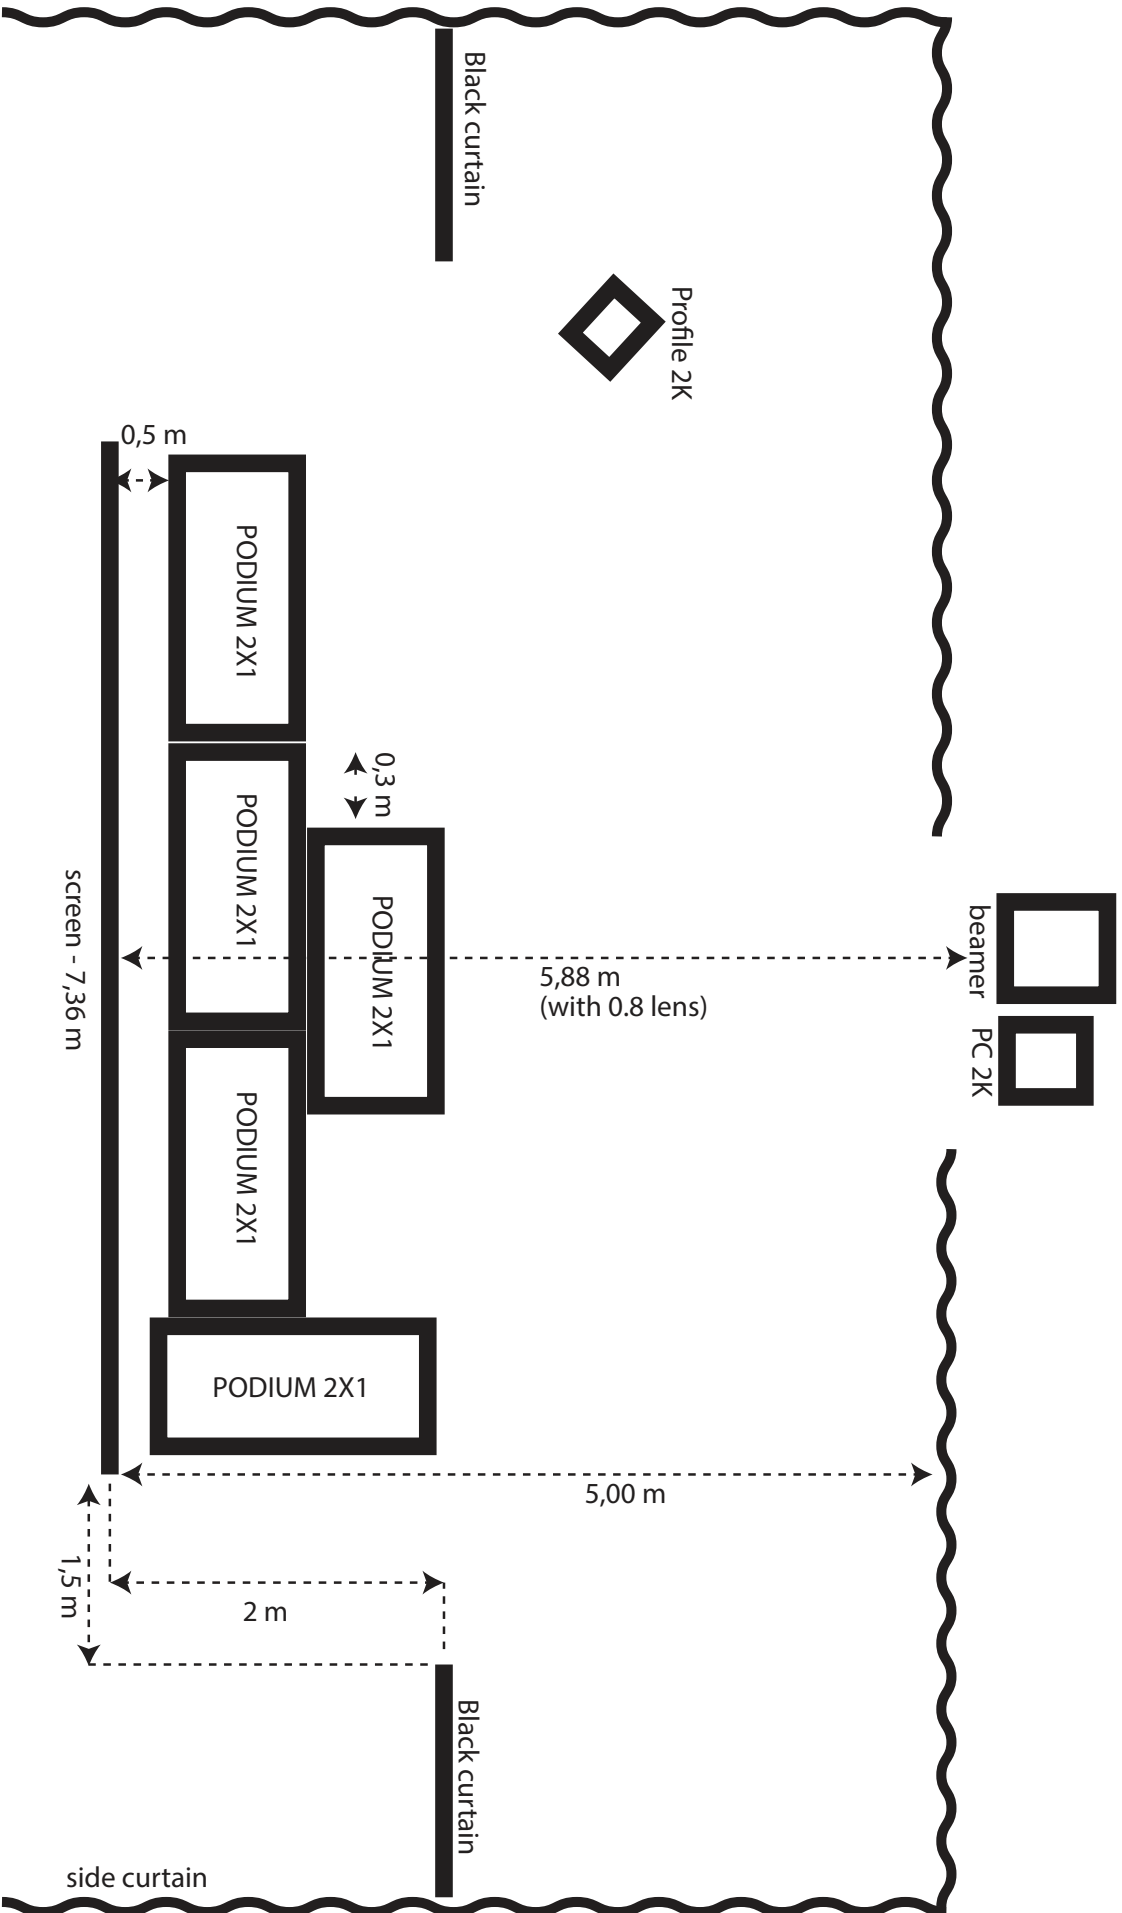 Black curtain
Profile 2K
0,5 m
PODIUM 2X1
0,3 m
PODIUM 2X1
PODIUM 2X1
screen - 7,36 m
5,88 m
(with 0.8 lens)
beamer
PC 2K
PODIUM 2X1
PODIUM 2X1
5,00 m
1,5 m
2 m
Black curtain
side curtain